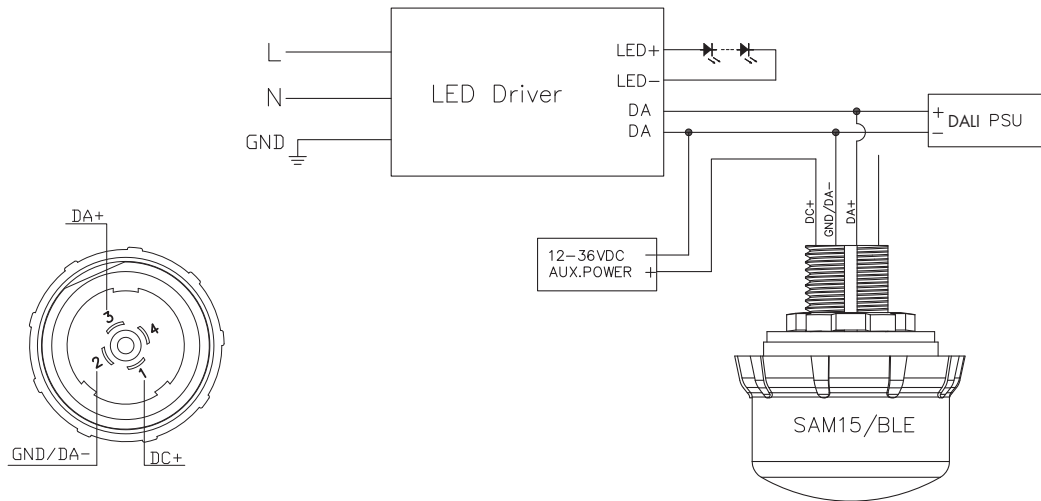 L
N
GND
LED Driver
LED+
LED-
DA
DA
+ DALI PSU
-
DC+
GND/DA-
DA+
12-36VDC -
AUX.POWER +
SAM15/BLE
DA+
3
4
2
1
GND/DA-
DC+